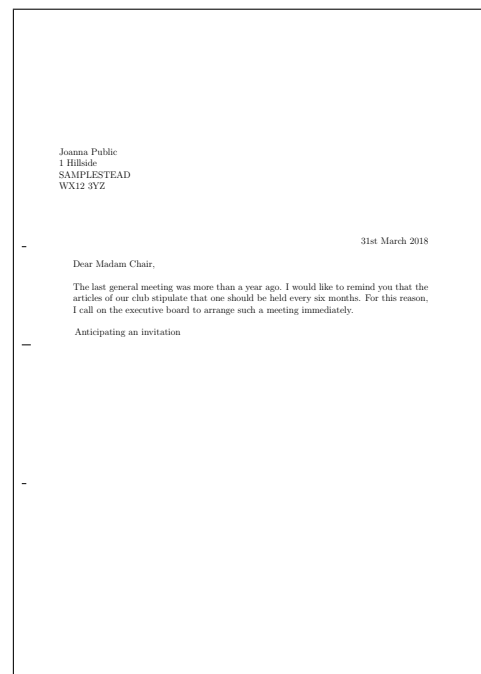 Joanna Public
1 Hillside
SAMPLESTEAD
WX12 3YZ
31st March 2018
Dear Madam Chair,
The last general meeting was more than a year ago. I would like to remind you that the
articles of our club stipulate that one should be held every six months. For this reason,
I call on the executive board to arrange such a meeting immediately.
Anticipating an invitation